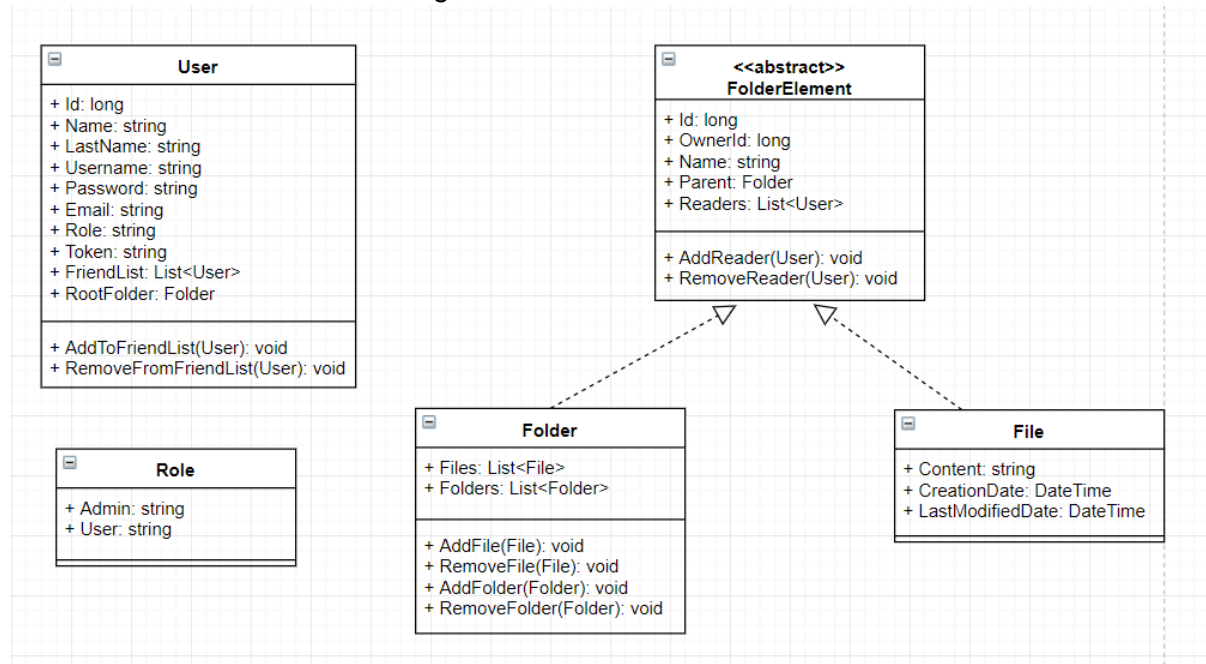 User
+ Id: long
+ Name: string
+ LastName: string
+ Username: string
+ Password: string
+ Email: string
+ Role: string
+ Token: string
+ FriendList: List<User>
+ RootFolder: Folder
+ AddToFriendList(User): void
+ RemoveFromFriendList(User): void
<<abstract>>
FolderElement
+ Id: long
+ OwnerId: long
+ Name: string
+ Parent: Folder
+ Readers: List<User>
+ AddReader(User): void
+ RemoveReader(User): void
Role
+ Admin: string
+ User: string
Folder
+ Files: List<File>
+ Folders: List<Folder>
+ AddFile(File): void
+ RemoveFile(File): void
+ AddFolder(Folder): void
+ RemoveFolder(Folder): void
File
+ Content: string
+ CreationDate: DateTime
+ LastModifiedDate: DateTime